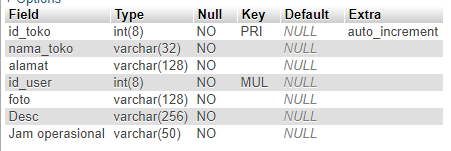 Options
Field Type Null Key Default Extra
id_toko int(8) NO PRI NULL auto_increment
nama_toko varchar(32) NO NULL
alamat varchar(128) NO NULL
id_user int(8) NO MUL NULL
foto varchar(128) NO NULL
Desc varchar(256) NO NULL
Jam operasional varchar(50) NO NULL